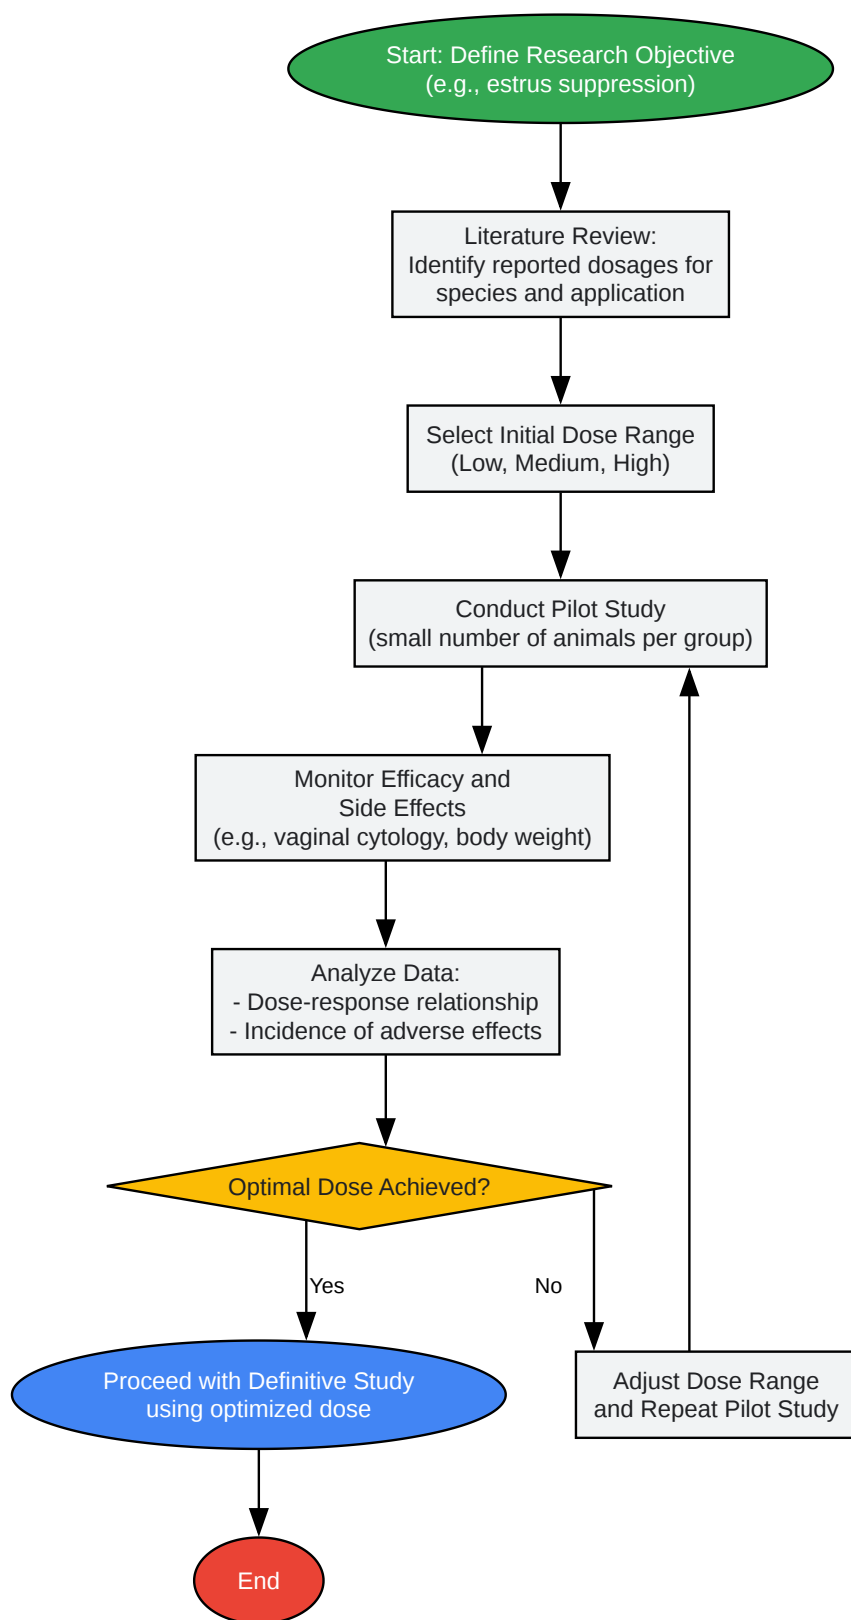 Start: Define Research Objective
(e.g., estrus suppression)
Literature Review:
Identify reported dosages for
species and application
Select Initial Dose Range
(Low, Medium, High)
Conduct Pilot Study
(small number of animals per group)
Monitor Efficacy and
Side Effects
(e.g., vaginal cytology, body weight)
Analyze Data:
- Dose-response relationship
- Incidence of adverse effects
Optimal Dose Achieved?
Yes
No
Proceed with Definitive Study
using optimized dose
Adjust Dose Range
and Repeat Pilot Study
End